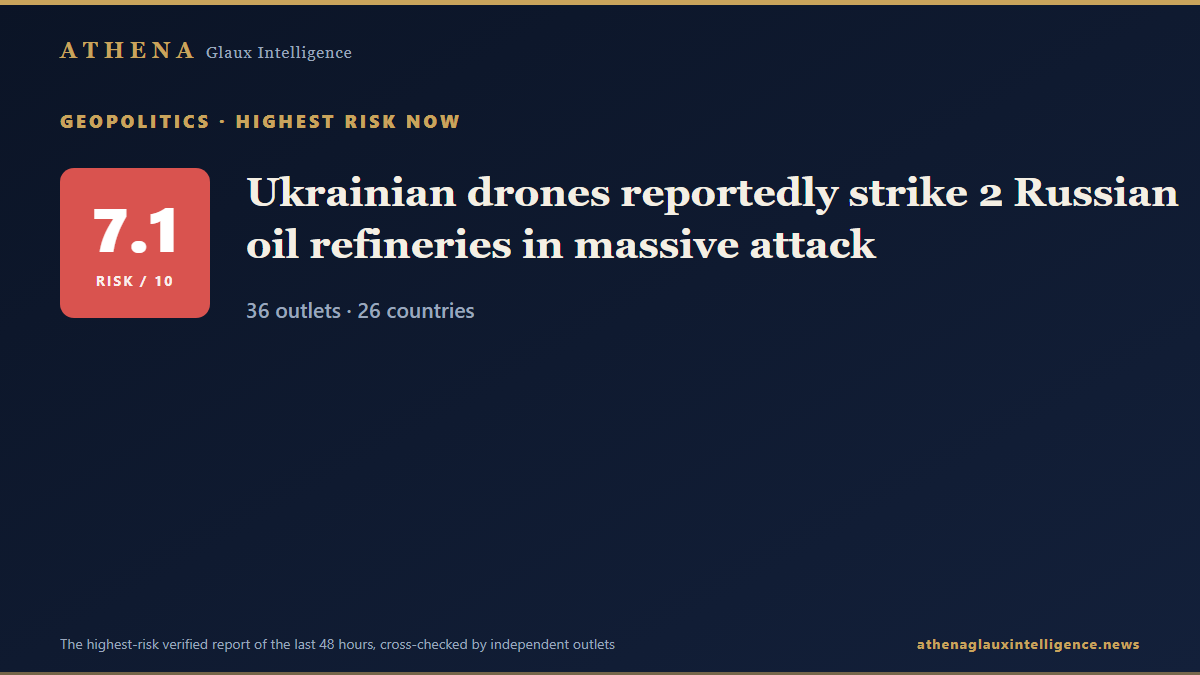 ATHENA Glaux Intelligence
GEOPOLITICS · HIGHEST RISK NOW
7.1
RISK / 10
Ukrainian drones reportedly strike 2 Russian
oil refineries in massive attack
36 outlets · 26 countries
The highest-risk verified report of the last 48 hours, cross-checked by independent outlets
athenaglauxintelligence.news